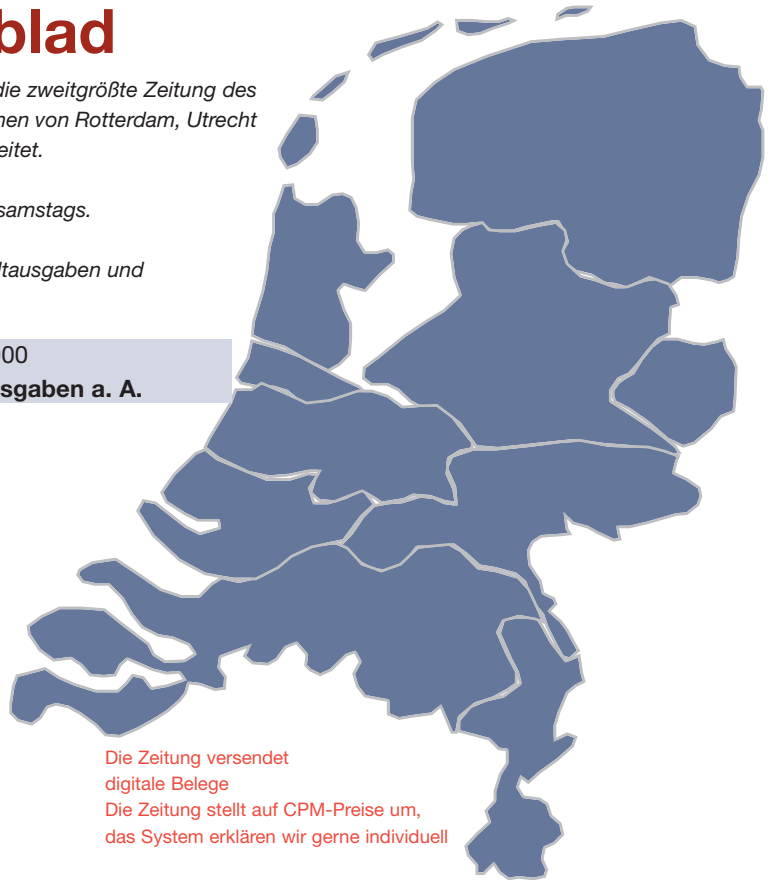 blad
die zweitgrößte Zeitung des
nen von Rotterdam, Utrecht
eitet.
samstags.
ltausgaben und
00
sgaben a. A.
Die Zeitung versendet
digitale Belege
Die Zeitung stellt auf CPM-Preise um,
das System erklären wir gerne individuell